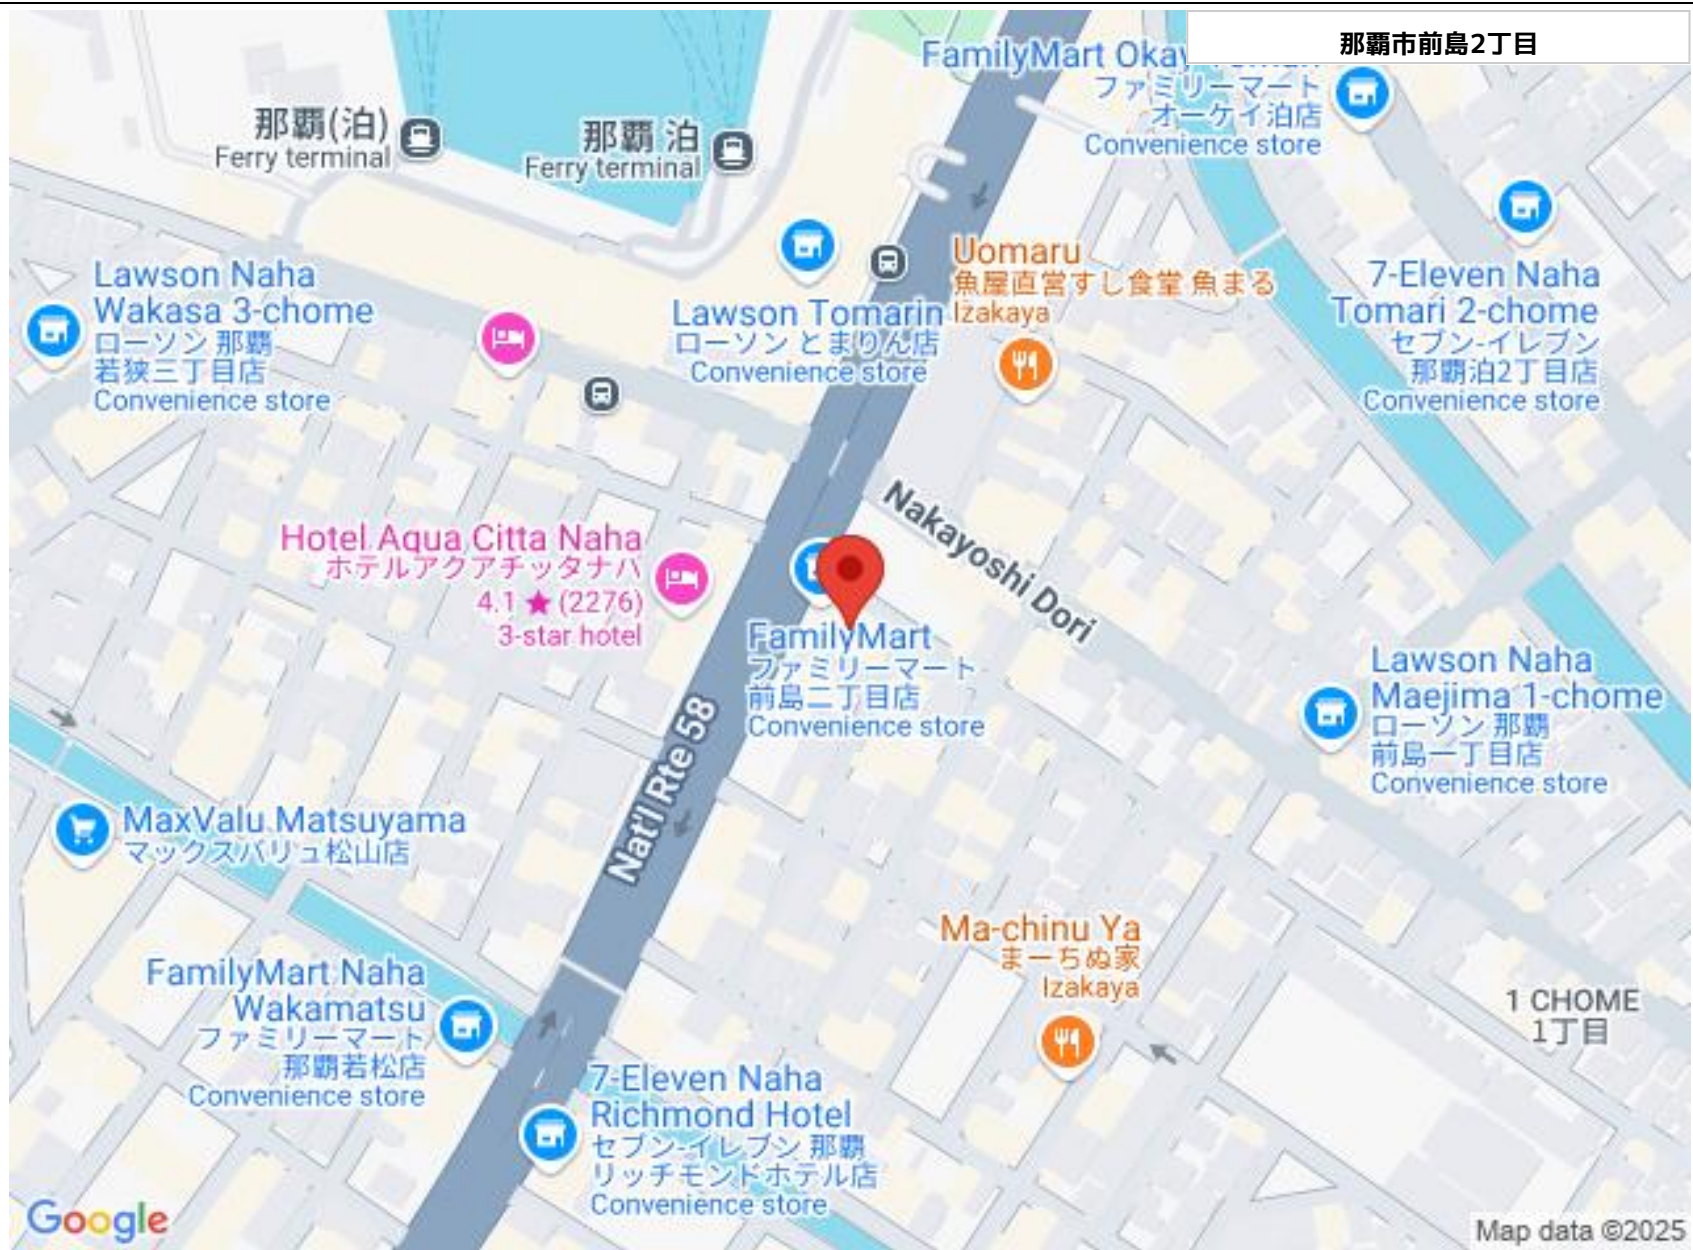 那覇市前島2丁目
FamilyMart Okay
ファミリーマート
オーケイ泊店
Convenience store
那覇(泊)
Ferry terminal
那覇 泊
Ferry terminal
Lawson Naha
Wakasa 3-chome
ローソン 那覇
若狭三丁目店
Convenience store
Lawson Tomarin
ローソン とまりん店
Convenience store
Uomaru
魚屋直営すし食堂 魚まる
Izakaya
7-Eleven Naha
Tomari 2-chome
セブン-イレブン
那覇泊2丁目店
Convenience store
Hotel Aqua Citta Naha
ホテルアクアチッタナハ
4.1 ★ (2276)
3-star hotel
Nakayoshi Dori
FamilyMart
ファミリーマート
前島二丁目店
Convenience store
Lawson Naha
Maejima 1-chome
ローソン 那覇
前島一丁目店
Convenience store
Nat'l Rte 58
MaxValu Matsuyama
マックスバリュ松山店
Ma-chinu Ya
まーちぬ家
Izakaya
FamilyMart Naha
Wakamatsu
ファミリーマート
那覇若松店
Convenience store
1 CHOME
1丁目
7-Eleven Naha
Richmond Hotel
セブン-イレブン 那覇
リッチモンドホテル店
Convenience store
Google
Map data ©2025